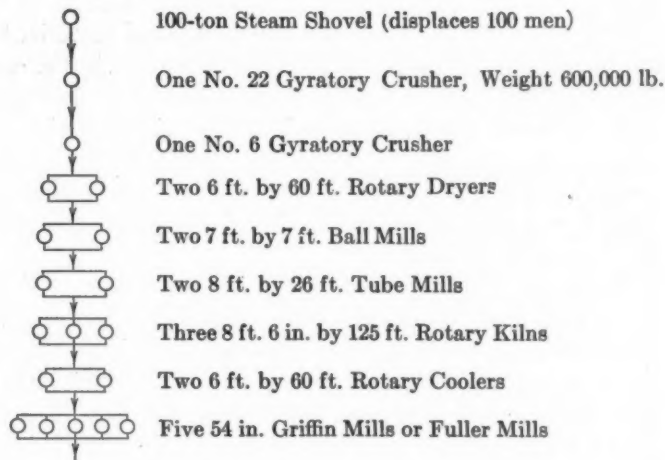 100-ton Steam Shovel (displaces 100 men)
One No. 22 Gyratory Crusher, Weight 600,000 lb.
One No. 6 Gyratory Crusher
Two 6 ft. by 60 ft. Rotary Dryers
Two 7 ft. by 7 ft. Ball Mills
Two 8 ft. by 26 ft. Tube Mills
Three 8 ft. 6 in. by 125 ft. Rotary Kilns
Two 6 ft. by 60 ft. Rotary Coolers
Five 54 in. Griffin Mills or Fuller Mills